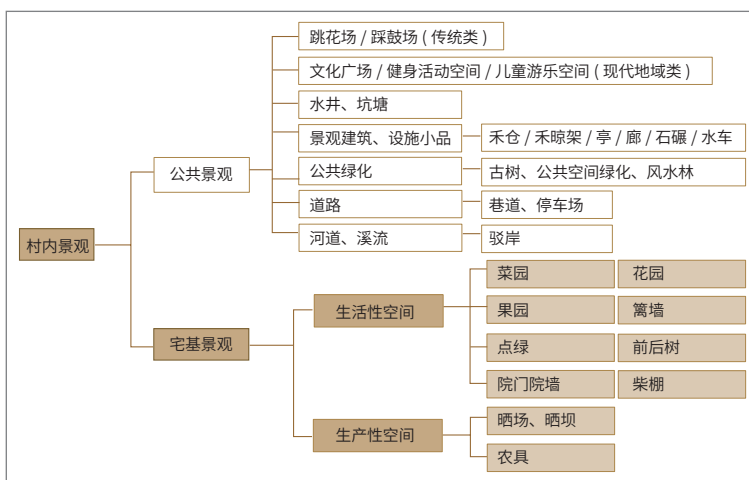 村内景观
公共景观
跳花场 / 踩鼓场 ( 传统类 )
文化广场 / 健身活动空间 / 儿童游乐空间 ( 现代地域类 )
水井、坑塘
景观建筑、设施小品
禾仓 / 禾晾架 / 亭 / 廊 / 石碾 / 水车
公共绿化
古树、公共空间绿化、风水林
道路
巷道、停车场
河道、溪流
驳岸
宅基景观
生活性空间
菜园
花园
果园
篱墙
点绿
前后树
院门院墙
柴棚
生产性空间
晒场、晒坝
农具